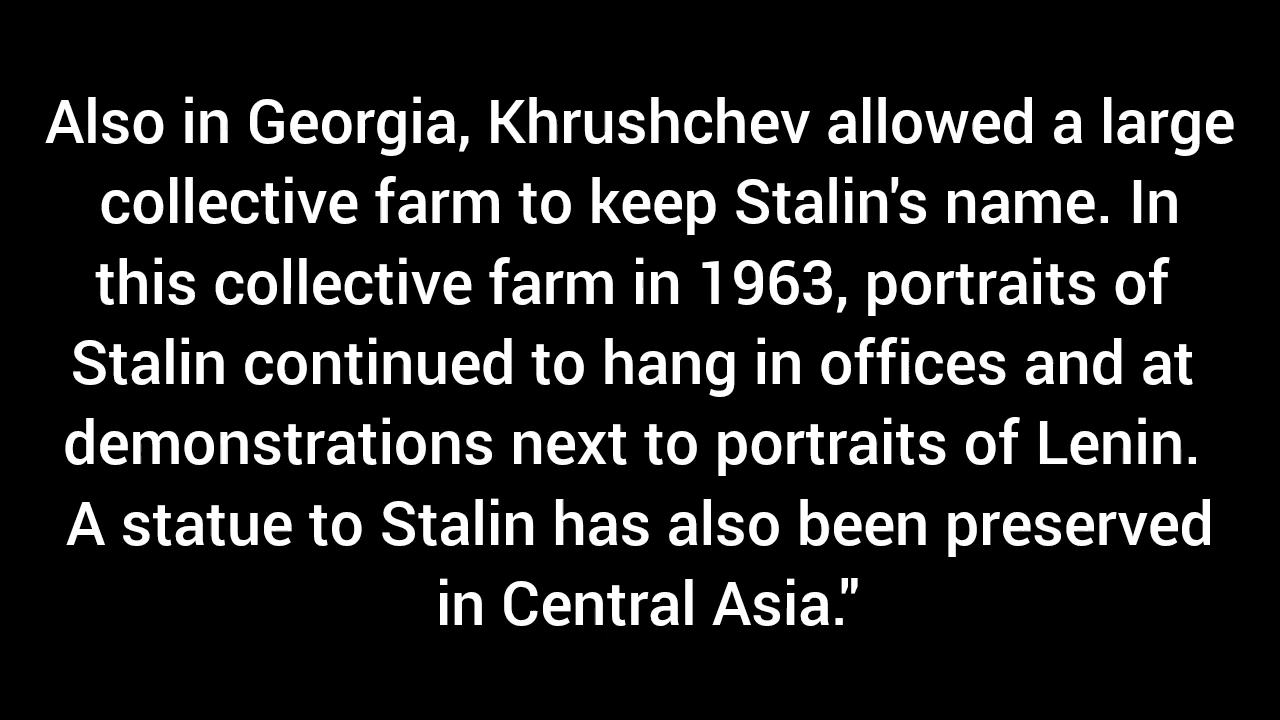 Also in Georgia, Khrushchev allowed a large
collective farm to keep Stalin's name. In
this collective farm in 1963, portraits of
Stalin continued to hang in offices and at
demonstrations next to portraits of Lenin.
A statue to Stalin has also been preserved
in Central Asia."